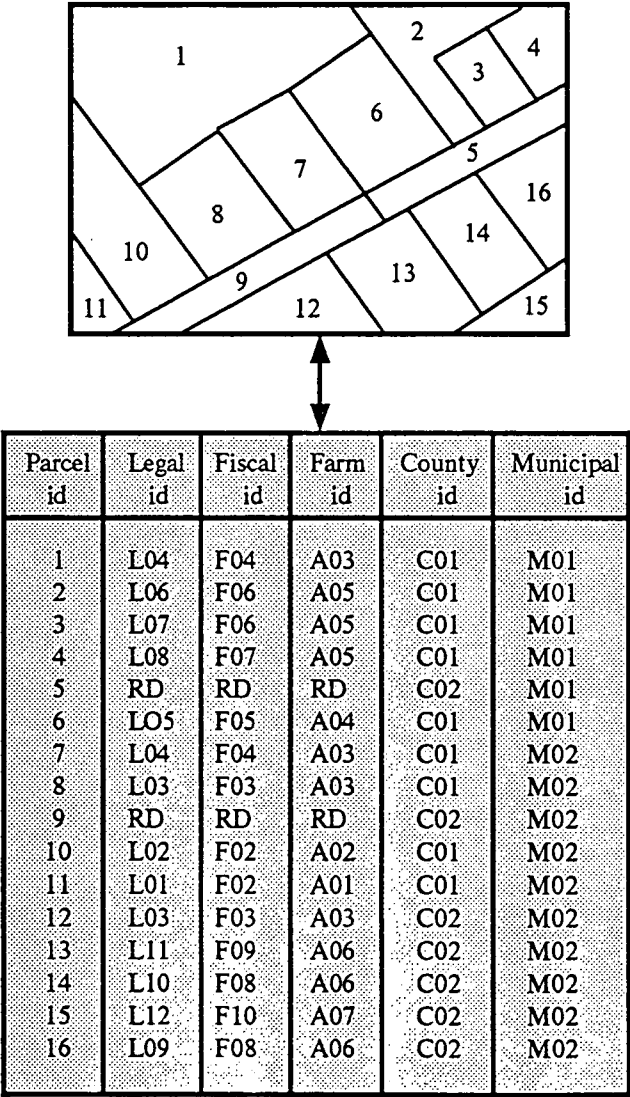 1 2 3 4
6 5
7 16
8 14
10 9 13
11 12 15
Parcel id Legal id Fiscal id Farm id County id Municipal id
1 L04 F04 A03 C01 M01
2 L06 F06 A05 C01 M01
3 L07 F06 A05 C01 M01
4 L08 F07 A05 C01 M01
5 RD RD RD C02 M01
6 LO5 F05 A04 C01 M01
7 L04 F04 A03 C01 M02
8 L03 F03 A03 C01 M02
9 RD RD RD C02 M02
10 L02 F02 A02 C01 M02
11 L01 F02 A01 C01 M02
12 L03 F03 A03 C02 M02
13 L11 F09 A06 C02 M02
14 L10 F08 A06 C02 M02
15 L12 F10 A07 C02 M02
16 L09 F08 A06 C02 M02